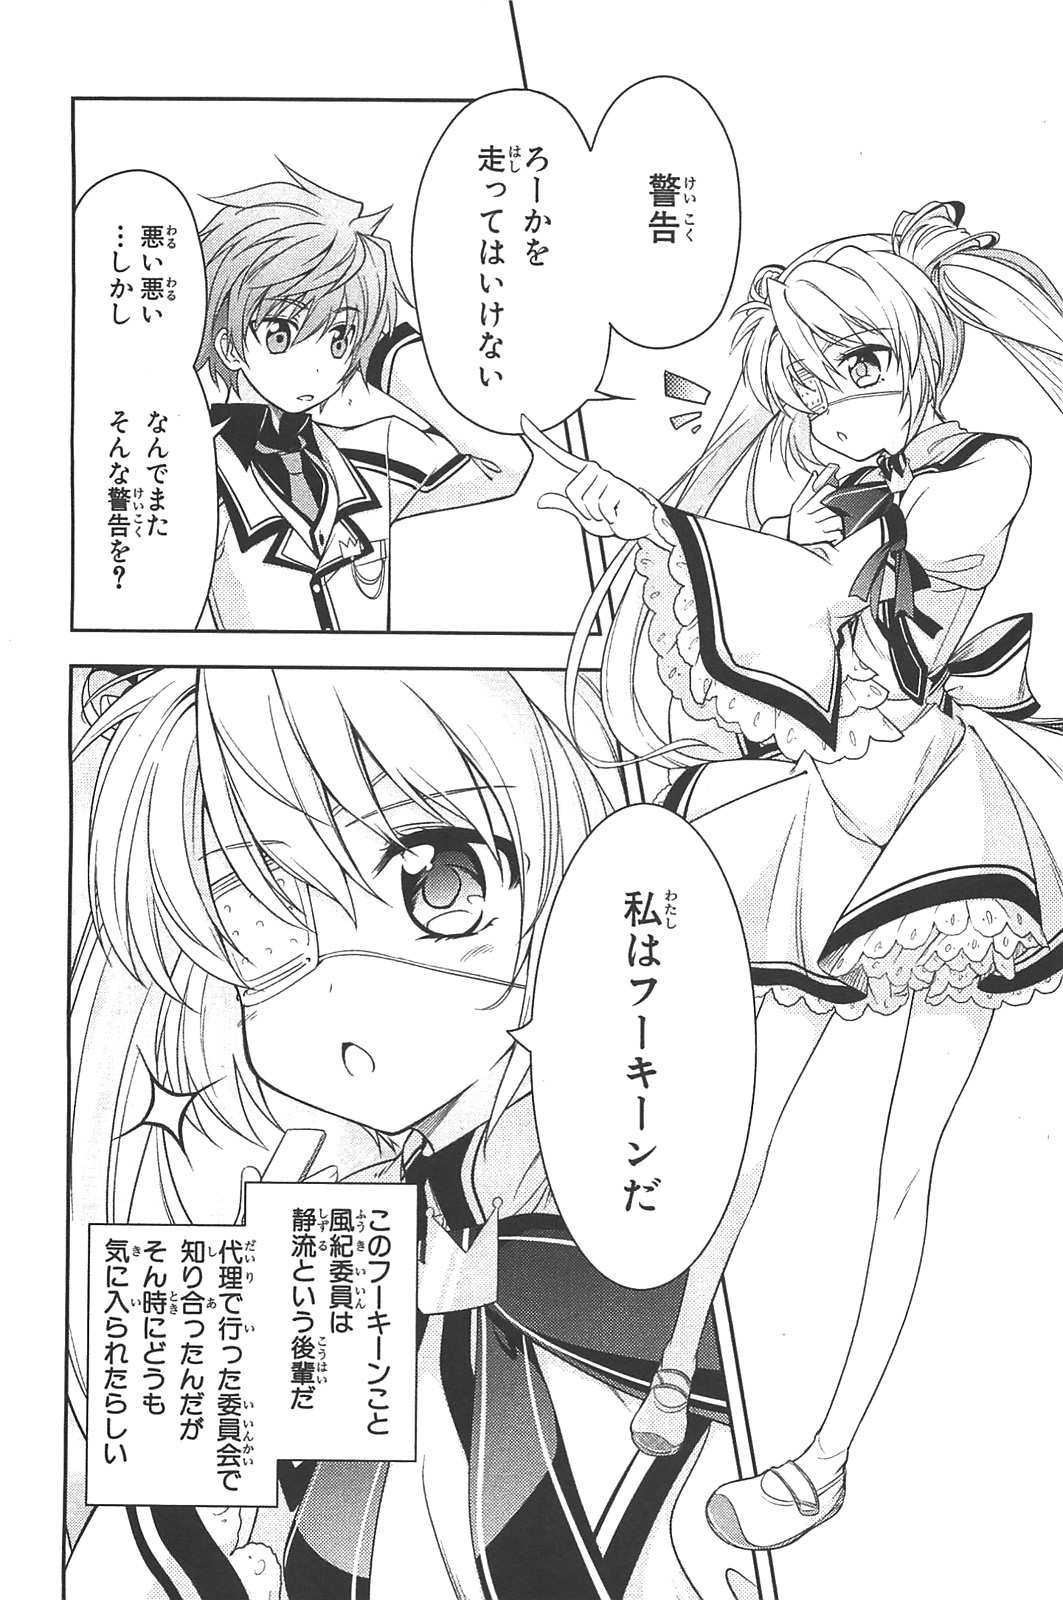 警告
ろーかを
走ってはいけない
悪い悪い
…しかし
なんでまた
そんな警告を?
私はフーキーンだ
このフーキーンこと
風紀委員は
静流という後輩だ
代理で行った委員会で
知り合ったんだが
そん時にどうも
気に入られたらしい